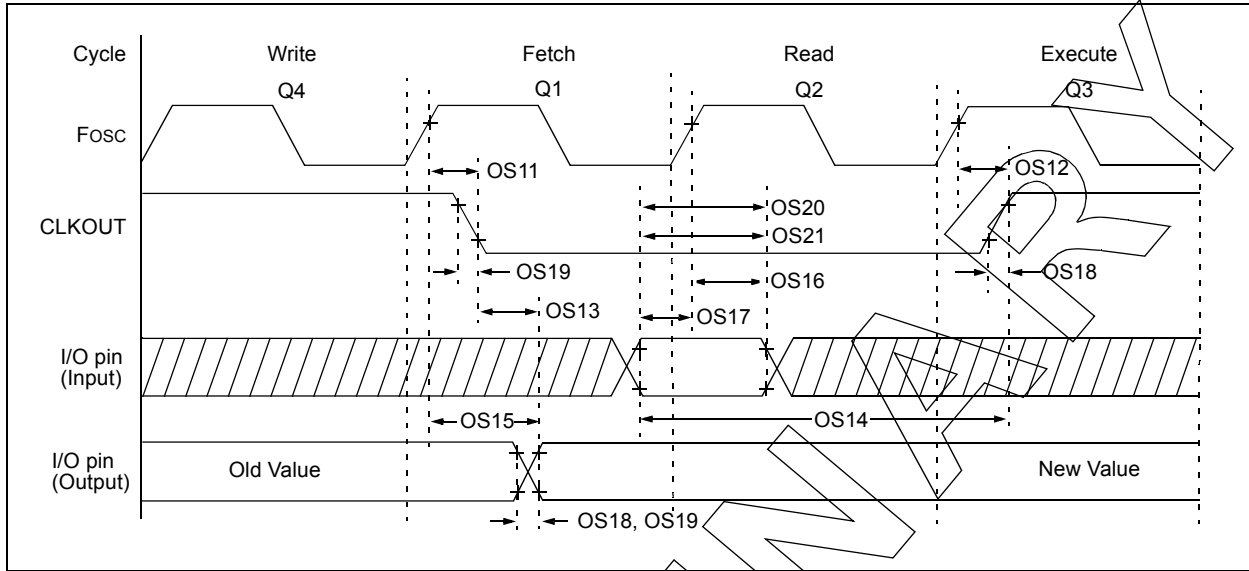 Cycle Write Fetch Read Execute
Q4 Q1 Q2 Q3
FOSC
OS11 OS12
OS20
CLKOUT
OS21
OS19 OS16 OS18
OS13 OS17
I/O pin
(Input)
OS15 OS14
I/O pin
(Output)
Old Value New Value
OS18, OS19